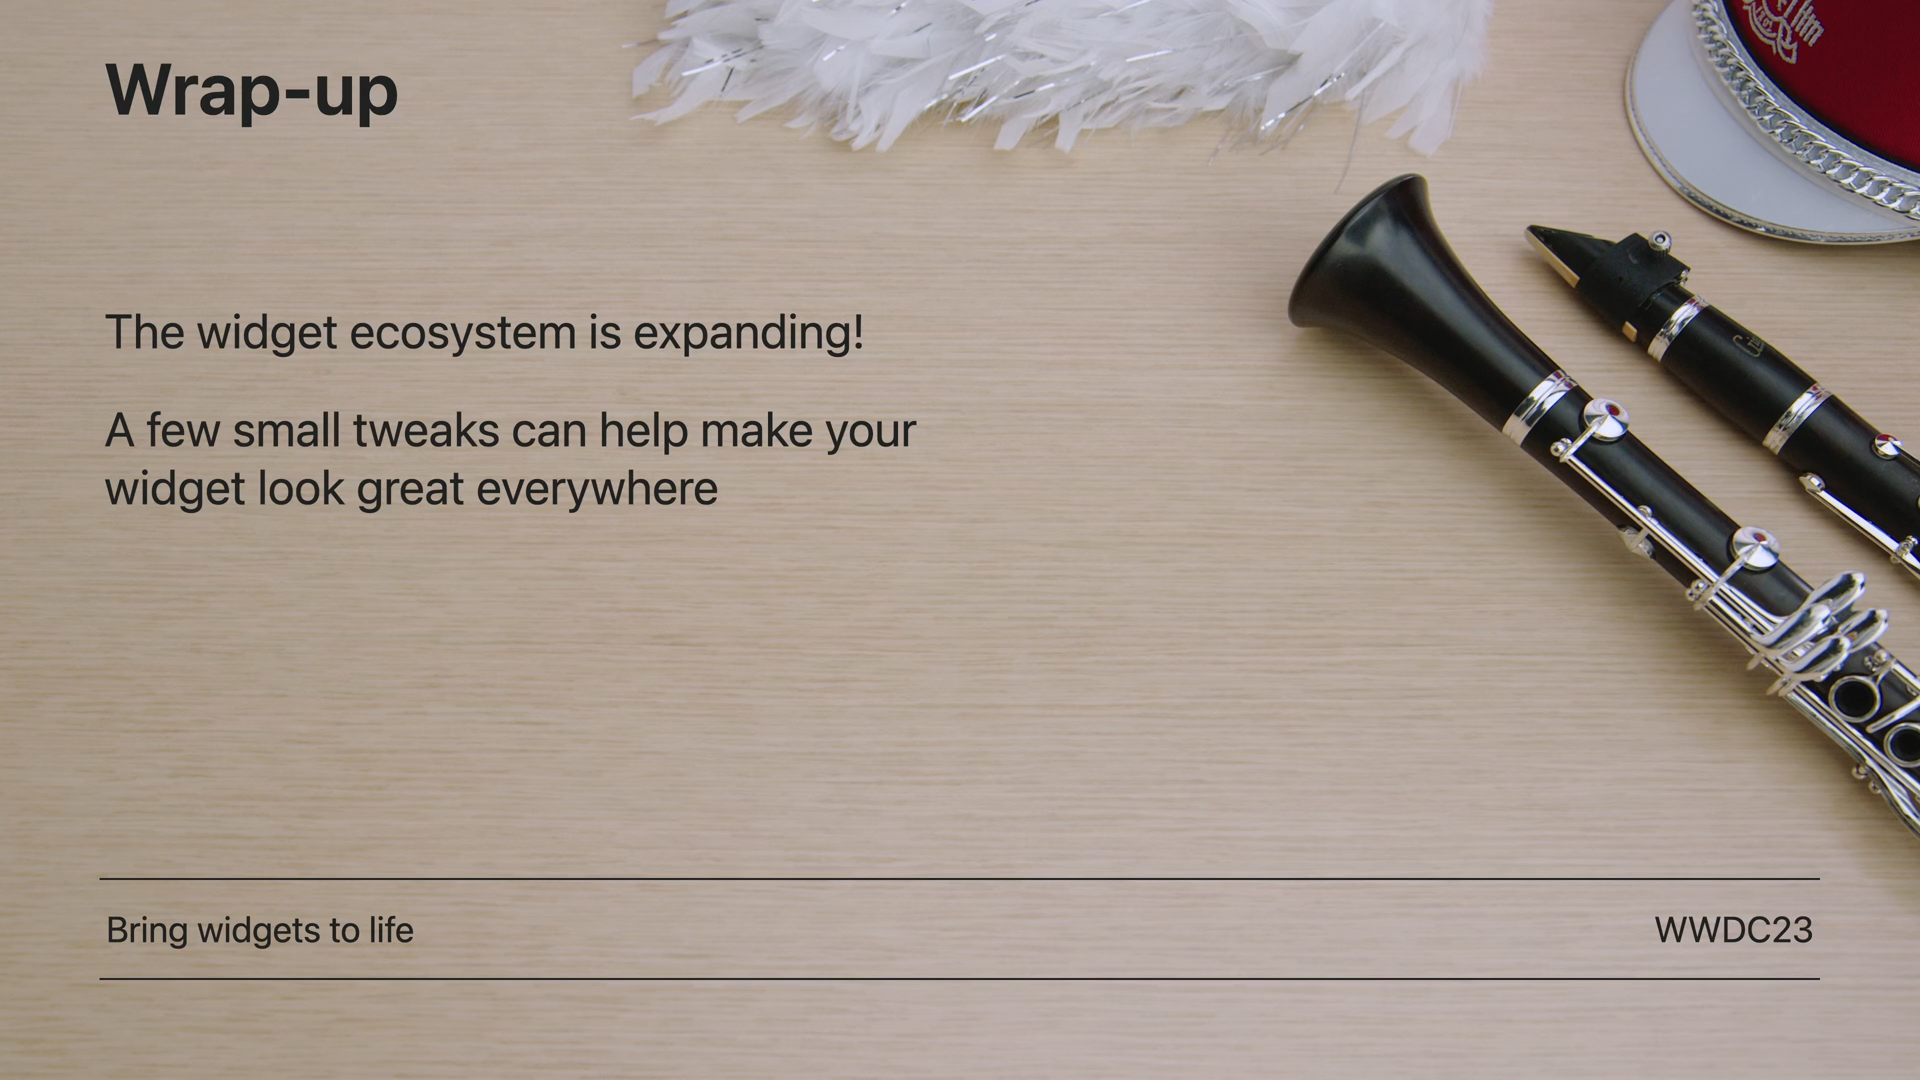 Wrap-up
The widget ecosystem is expanding!
A few small tweaks can help make your
widget look great everywhere
Bring widgets to life
WWDC23